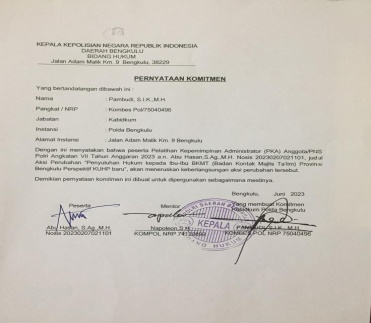 KEPALA KEPOLISIAN NEGARA REPUBLIK INDONESIA
DAERAH BENGKULU
BIDANG HUKUM
Jalan Adam Malik Km. 9 Bengkulu, 38229
PERNYATAAN KOMITMEN
Yang bertandatangan dibawah ini :
Nama : Pambudi, S.I.K.,M.H.
Pangkat / NRP : Kombes Pol/75040496
Jabatan : Kabidkum
Instansi : Polda Bengkulu
Alamat Instansi : Jalan Adam Malik Km. 9 Bengkulu
Dengan ini menyatakan bahwa peserta Pelatihan Kepemimpinan Administrator (PKA) Anggota/PNS
Polri Angkatan VII Tahun Anggaran 2023 a.n. Abu Hasan,S.Ag.,M.H. Nosis 20230207021101, judul
Aksi Perubahan "Penyuluhan Hukum kepada Ibu-Ibu BKMT (Badan Kontak Majlis Ta'lim) Provinsi
Bengkulu Perspektif KUHP baru", akan meneruskan keberlangsungan aksi perubahan tersebut.
Demikian pernyataan komitmen ini dibuat untuk dipergunakan sebagaimana mestinya.
Bengkulu, Juni 2023
Peserta Mentor Yang membuat Komitmen
Kabidkum Polda Bengkulu
KEPALA
Abu Hasan, S.Ag.,M.H. Napoleon,S.H. PAMBUDI, S.I.K.,M.H.
Nosis 20230207021101 KOMPOL NRP KOMBES POL NRP 75040496